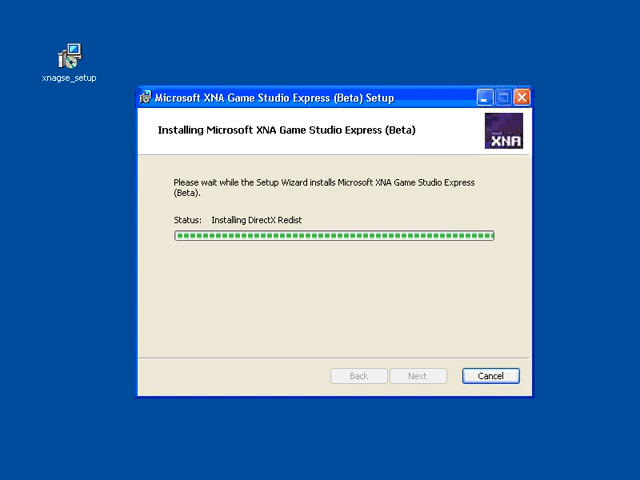 xnagse_setup
Microsoft XNA Game Studio Express (Beta) Setup
Installing Microsoft XNA Game Studio Express (Beta)
XNA
Please wait while the Setup Wizard installs Microsoft XNA Game Studio Express
(Beta).
Status: Installing DirectX Redist
Back Next Cancel